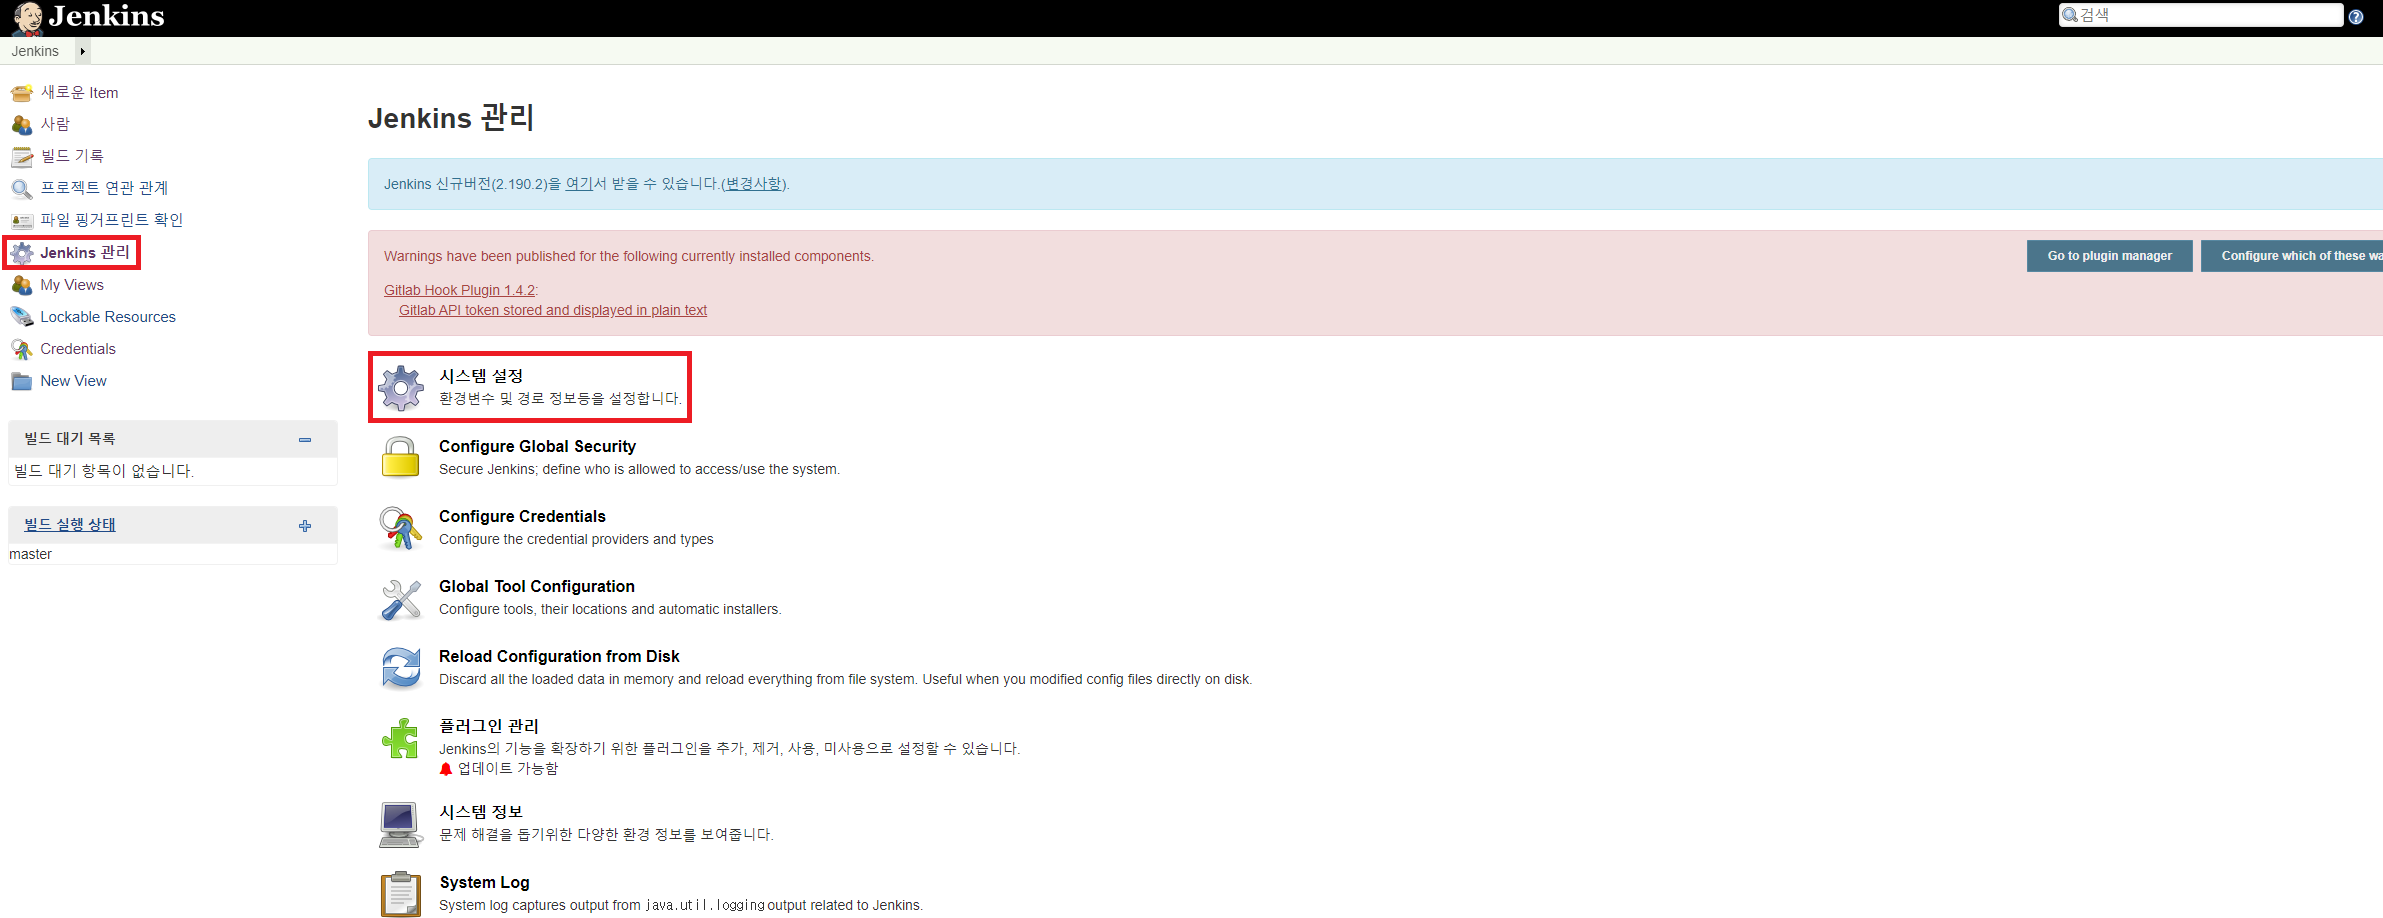 Jenkins
검색
Jenkins
새로운 Item
사람
빌드 기록
프로젝트 연관 관계
파일 핑거프린트 확인
Jenkins 관리
My Views
Lockable Resources
Credentials
New View
빌드 대기 목록
빌드 대기 항목이 없습니다.
빌드 실행 상태
master
Jenkins 관리
Jenkins 신규버전(2.190.2)을 여기서 받을 수 있습니다.(변경사항).
Warnings have been published for the following currently installed components.
Go to plugin manager
Configure which of these wa
Gitlab Hook Plugin 1.4.2:
Gitlab API token stored and displayed in plain text
시스템 설정
환경변수 및 경로 정보등을 설정합니다.
Configure Global Security
Secure Jenkins; define who is allowed to access/use the system.
Configure Credentials
Configure the credential providers and types
Global Tool Configuration
Configure tools, their locations and automatic installers.
Reload Configuration from Disk
Discard all the loaded data in memory and reload everything from file system. Useful when you modified config files directly on disk.
플러그인 관리
Jenkins의 기능을 확장하기 위한 플러그인을 추가, 제거, 사용, 미사용으로 설정할 수 있습니다.
업데이트 가능함
시스템 정보
문제 해결을 돕기위한 다양한 환경 정보를 보여줍니다.
System Log
System log captures output from java.util.logging output related to Jenkins.